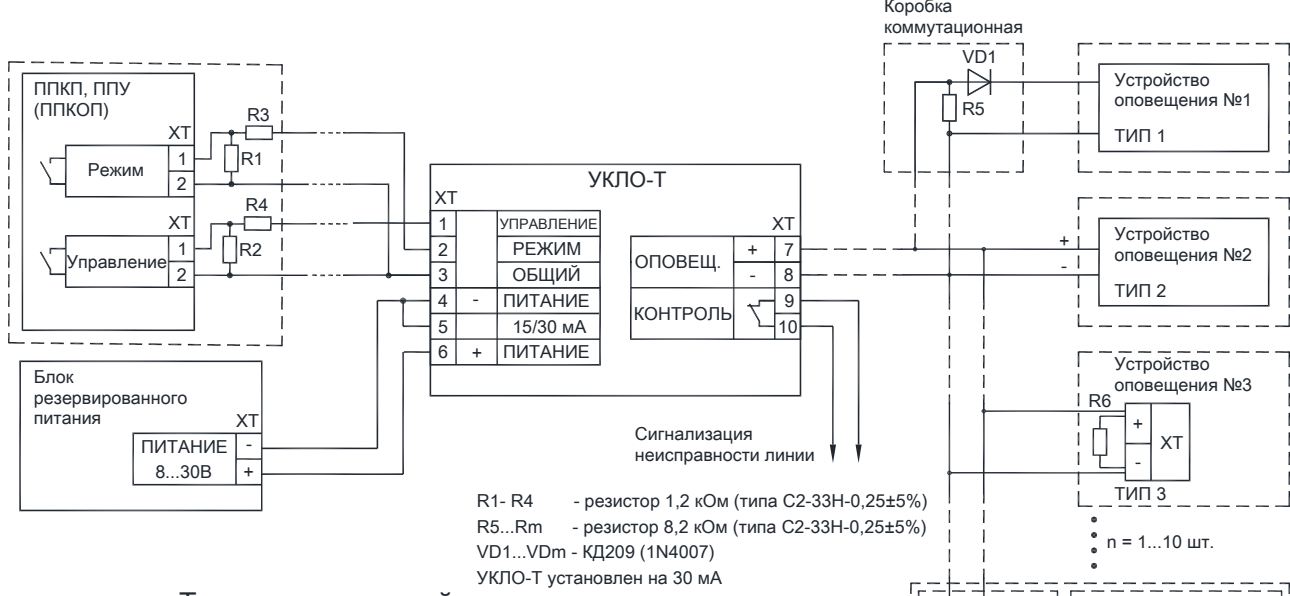 Коробка
коммутационная
VD1
R5
Устройство
оповещения №1
ТИП 1
ППКП, ППУ
(ППКОП)
XT
Режим
1
2
R3
R1
XT
Управление
1
2
R4
R2
УКЛО-Т
XT
1 УПРАВЛЕНИЕ
2 РЕЖИМ
3 ОБЩИЙ
4 - ПИТАНИЕ
5 15/30 мА
6 + ПИТАНИЕ
XT
ОПОВЕЩ. + 7
- 8
КОНТРОЛЬ 9
10
+
-
Устройство
оповещения №2
ТИП 2
Устройство
оповещения №3
R6
+
-
XT
ТИП 3
n = 1...10 шт.
Блок
резервированного
питания
XT
ПИТАНИЕ -
8...30В +
Сигнализация
неисправности линии
R1- R4 - резистор 1,2 кОм (типа С2-33Н-0,25±5%)
R5...Rm - резистор 8,2 кОм (типа С2-33Н-0,25±5%)
VD1...VDm - КД209 (1N4007)
УКЛО-Т установлен на 30 мА